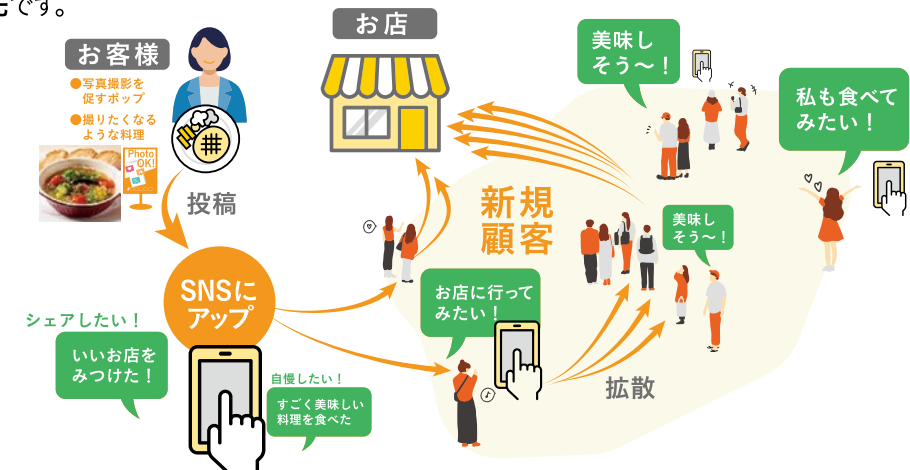 です。
お客様
●写真撮影を
促すポップ
●撮りたくなる
ような料理
Photo
OK!
投稿
SNSに
アップ
シェアしたい！
いいお店を
みつけた！
自慢したい！
すごく美味しい
料理を食べた
お店
新規
顧客
お店に行って
みたい！
拡散
美味し
そう〜！
美味し
そう〜！
私も食べて
みたい！